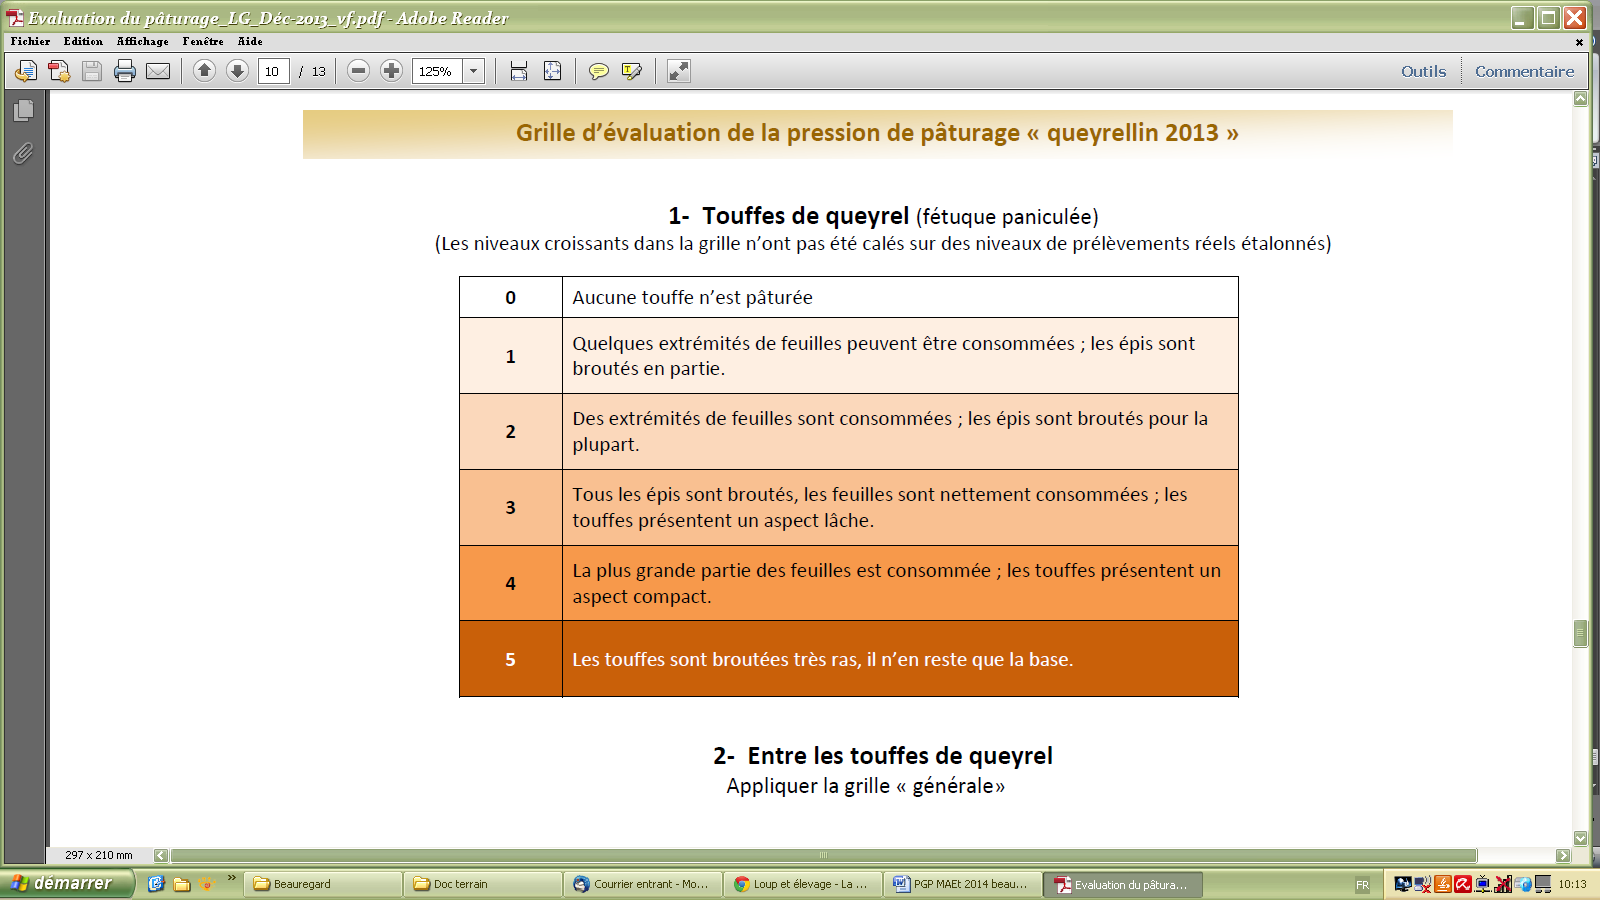 Evaluation du pâturage_LG_Déc-2013_vf.pdf - Adobe Reader
Fichier Edition Affichage Fenêtre Aide
10 / 13 125% Outils Commentaire
Grille d’évaluation de la pression de pâturage « queyrellin 2013 »
1- Touffes de queyrel (fétuque paniculée)
(Les niveaux croissants dans la grille n’ont pas été calés sur des niveaux de prélèvements réels étalonnés)
0 Aucune touffe n’est pâturée
1 Quelques extrémités de feuilles peuvent être consommées ; les épis sont
broutés en partie.
2 Des extrémités de feuilles sont consommées ; les épis sont broutés pour la
plupart.
3 Tous les épis sont broutés, les feuilles sont nettement consommées ; les
touffes présentent un aspect lâche.
4 La plus grande partie des feuilles est consommée ; les touffes présentent un
aspect compact.
5 Les touffes sont broutées très ras, il n’en reste que la base.
2- Entre les touffes de queyrel
Appliquer la grille « générale»
297 x 210 mm
démarrer » Beauregard Doc terrain Courrier entrant - Mo... Loup et élevage - La ... PGP MAEt 2014 beau... Evaluation du pâtura... FR 10:13